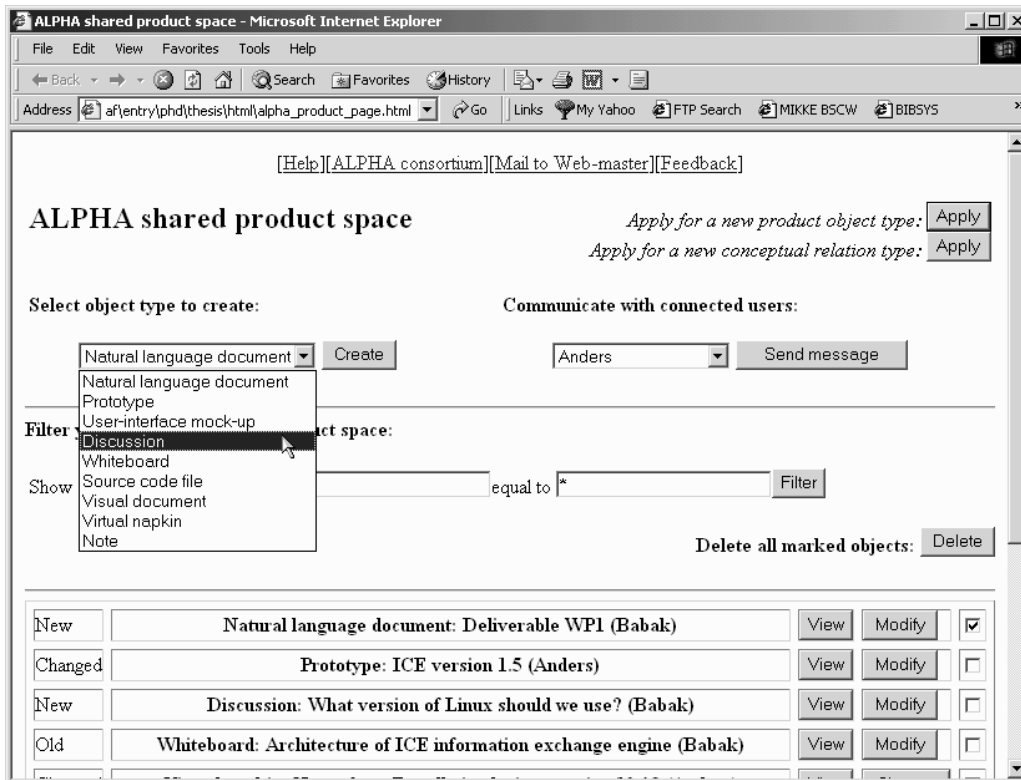 ALPHA shared product space - Microsoft Internet Explorer
File Edit View Favorites Tools Help
Back Search Favorites History
Address af\entry\phd\thesis\html\alpha_product_page.html Go Links My Yahoo FTP Search MIKKE BSCW BIBSYS »
[Help][ALPHA consortium][Mail to Web-master][Feedback]
ALPHA shared product space
Apply for a new product object type: Apply
Apply for a new conceptual relation type: Apply
Select object type to create:
Communicate with connected users:
Natural language document Create
Anders Send message
Natural language document
Prototype
User-interface mock-up
Discussion
Whiteboard
Source code file
Visual document
Virtual napkin
Note
Filter space:
Show equal to * Filter
Delete all marked objects: Delete
New Natural language document: Deliverable WP1 (Babak) View Modify
Changed Prototype: ICE version 1.5 (Anders) View Modify
New Discussion: What version of Linux should we use? (Babak) View Modify
Old Whiteboard: Architecture of ICE information exchange engine (Babak) View Modify